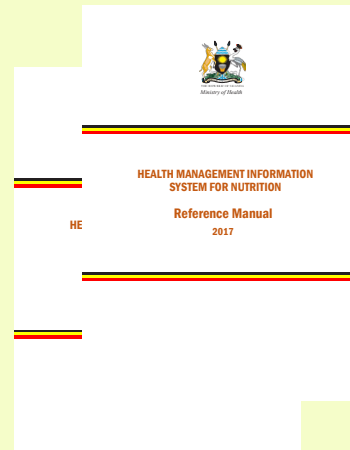 THE REPUBLIC OF UGANDA
Ministry of Health
HEALTH MANAGEMENT INFORMATION
SYSTEM FOR NUTRITION
Reference Manual
2017
HE